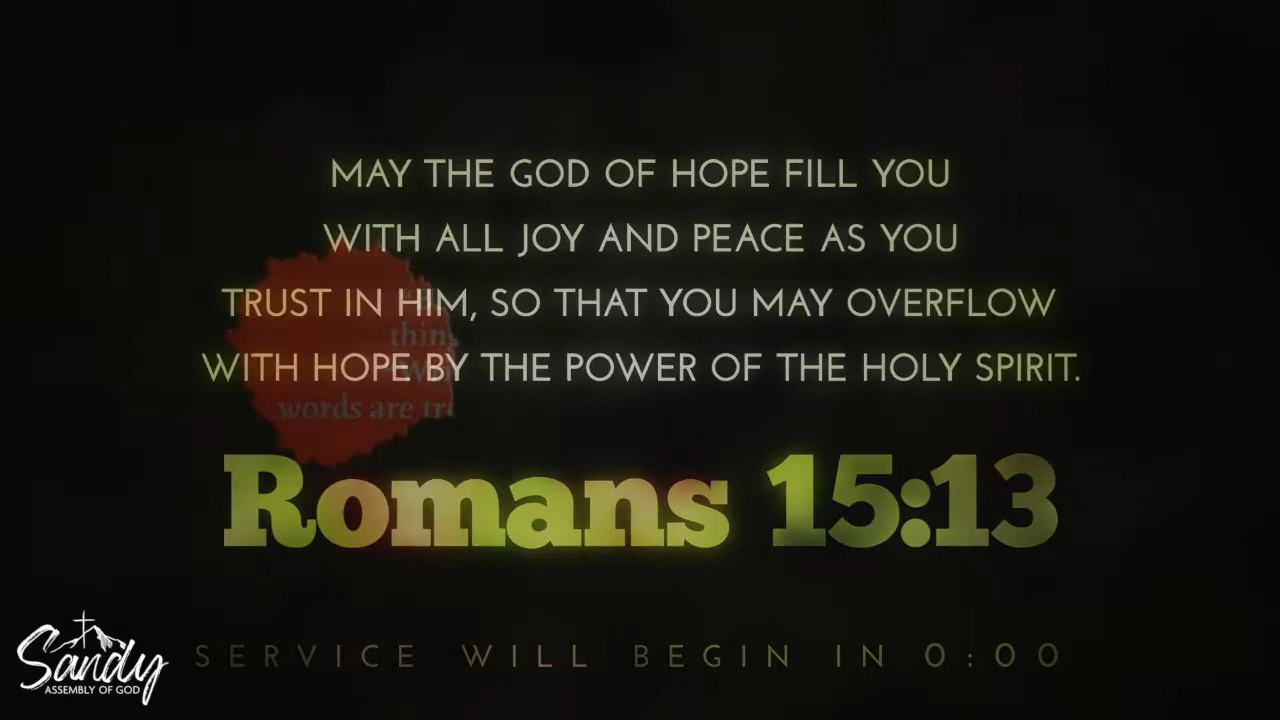 MAY THE GOD OF HOPE FILL YOU
WITH ALL JOY AND PEACE AS YOU
TRUST IN HIM, SO THAT YOU MAY OVERFLOW
WITH HOPE BY THE POWER OF THE HOLY SPIRIT.
words are
Romans 15:13
SERVICE WILL BEGIN IN 0:00
Sandy
ASSEMBLY OF GOD